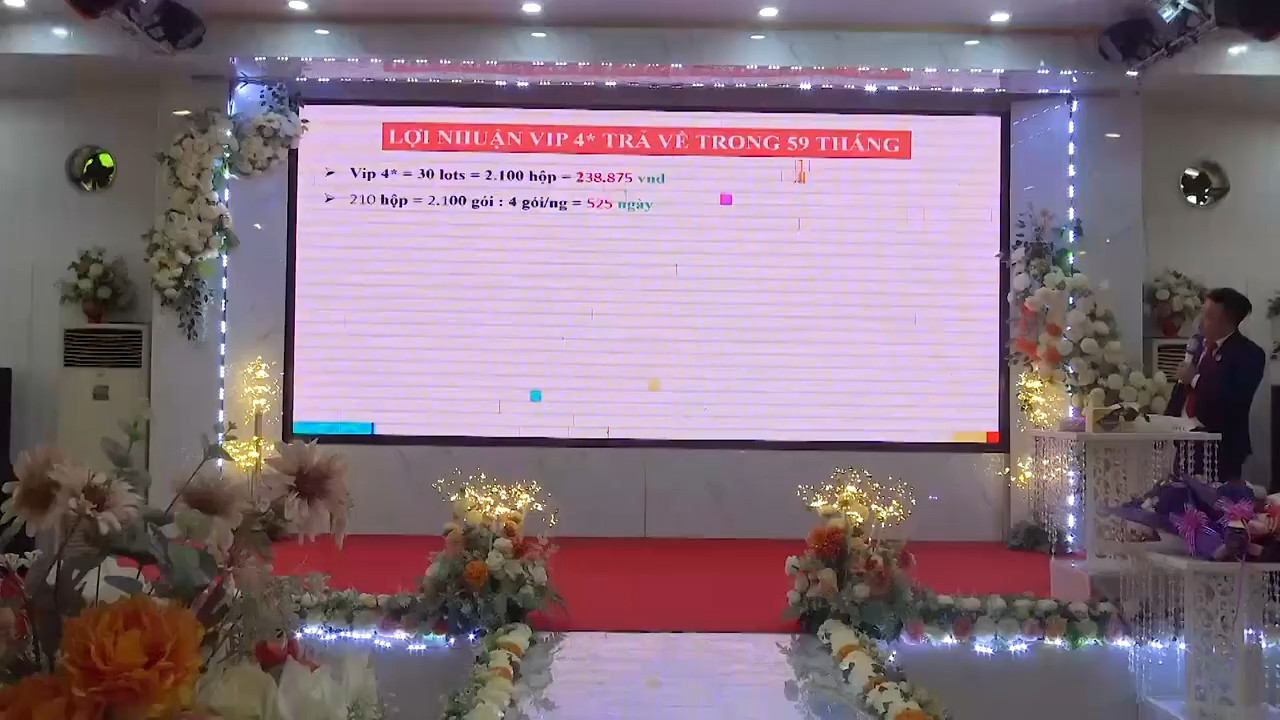 LỢI NHUẬN VIP 4* TRẢ VỀ TRONG 59 THÁNG
➢ Vip 4* = 30 lots = 2.100 hộp = 238.875 vnd
➢ 210 hộp = 2.100 gói : 4 gói/ng = 525 ngày